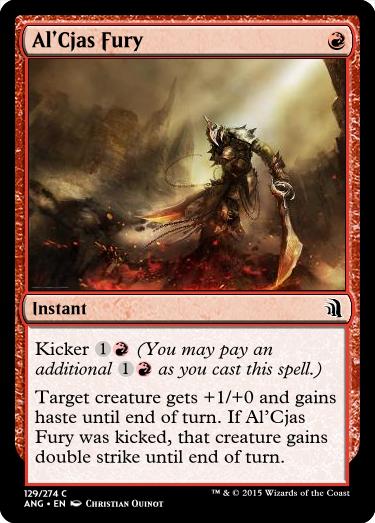 Al'Cjas Fury
Instant
Kicker 1 (You may pay an
additional 1 as you cast this spell.)
Target creature gets +1/+0 and gains
haste until end of turn. If Al'Cjas
Fury was kicked, that creature gains
double strike until end of turn.
129/274 C
ANG • EN Christian Quinot
™ & © 2015 Wizards of the Coast